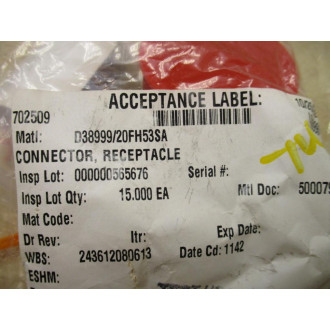 ACCEPTANCE LABEL:
702509
Matl: D38999/20FH53SA
CONNECTOR, RECEPTACLE
Insp Lot: 000000565676 Serial #:
Insp Lot Qty: 15.000 EA Mtl Doc: 50007
Mat Code:
Dr Rev: Itr: Exp Date:
WBS: 243612080613 Date Cd: 1142
ESHM: